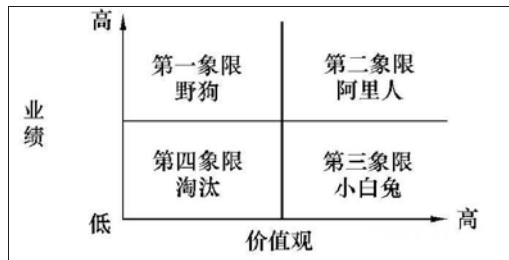 高
第一象限
野狗
第二象限
阿里人
业
绩
第四象限
淘汰
第三象限
小白兔
低
价值观
高